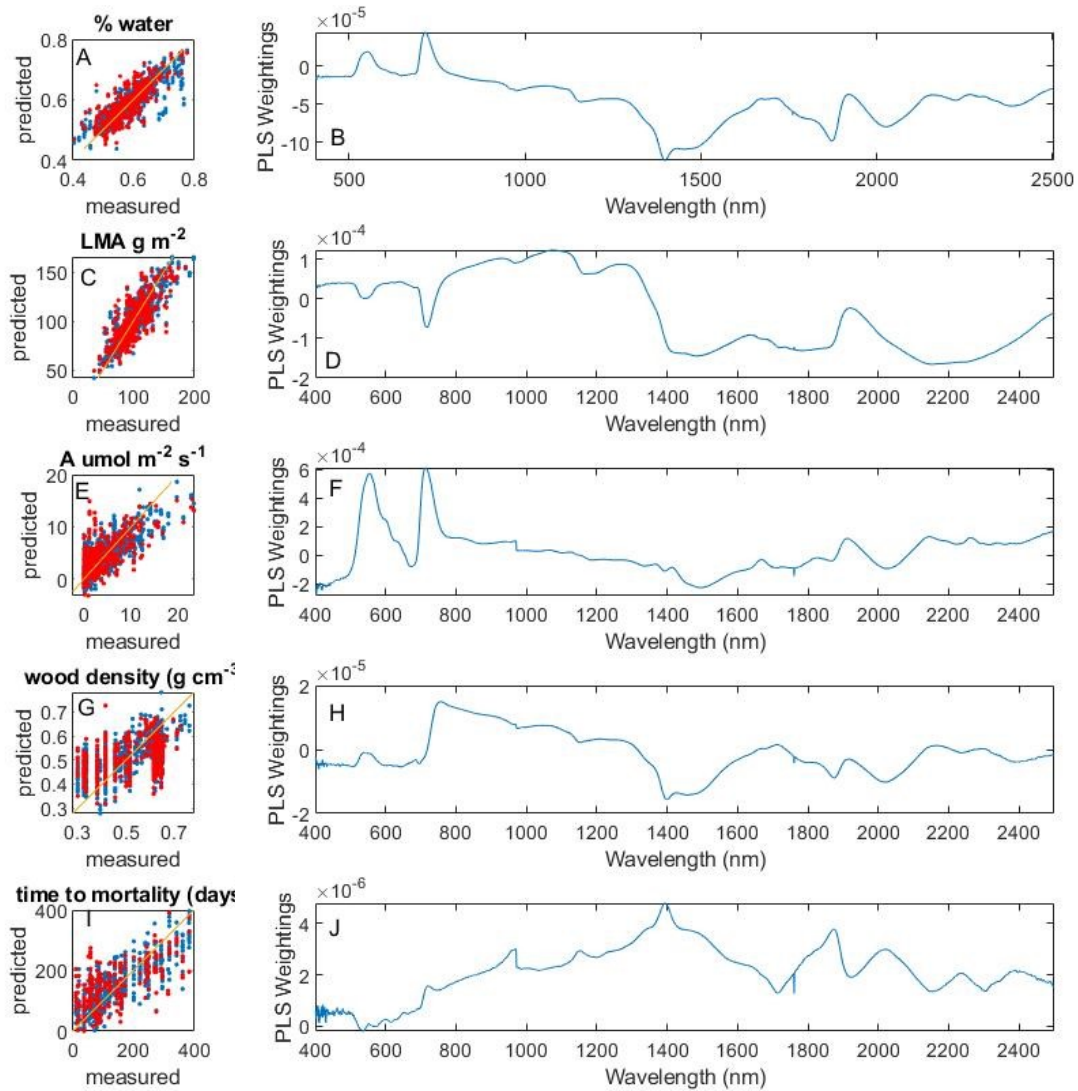 % water
A
predicted
0.8
0.6
0.4
0.4 0.6 0.8
measured
×10⁻⁵
B
PLS Weightings
0
-5
-10
500 1000 1500 2000 2500
Wavelength (nm)
LMA g m⁻²
C
predicted
150
100
50
0 100 200
measured
×10⁻⁴
D
PLS Weightings
1
0
-1
-2
400 600 800 1000 1200 1400 1600 1800 2000 2200 2400
Wavelength (nm)
A umol m⁻² s⁻¹
E
predicted
20
10
0
0 10 20
measured
×10⁻⁴
F
PLS Weightings
6
4
2
0
-2
400 600 800 1000 1200 1400 1600 1800 2000 2200 2400
Wavelength (nm)
wood density (g cm⁻³
G
predicted
0.7
0.6
0.5
0.4
0.3
0.3 0.5 0.7
measured
×10⁻⁵
H
PLS Weightings
2
0
-2
400 600 800 1000 1200 1400 1600 1800 2000 2200 2400
Wavelength (nm)
time to mortality (days
I
predicted
400
200
0
0 200 400
measured
×10⁻⁶
J
PLS Weightings
4
2
0
400 600 800 1000 1200 1400 1600 1800 2000 2200 2400
Wavelength (nm)